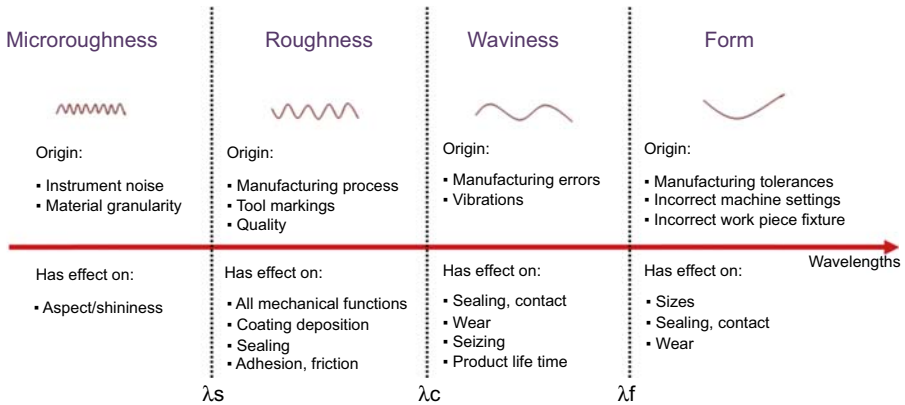 Microroughness
Roughness
Waviness
Form
Origin:
▪ Instrument noise
▪ Material granularity
Origin:
▪ Manufacturing process
▪ Tool markings
▪ Quality
Origin:
▪ Manufacturing errors
▪ Vibrations
Origin:
▪ Manufacturing tolerances
▪ Incorrect machine settings
▪ Incorrect work piece fixture
Wavelengths
Has effect on:
▪ Aspect/shininess
Has effect on:
▪ All mechanical functions
▪ Coating deposition
▪ Sealing
▪ Adhesion, friction
Has effect on:
▪ Sealing, contact
▪ Wear
▪ Seizing
▪ Product life time
Has effect on:
▪ Sizes
▪ Sealing, contact
▪ Wear
λs
λc
λf